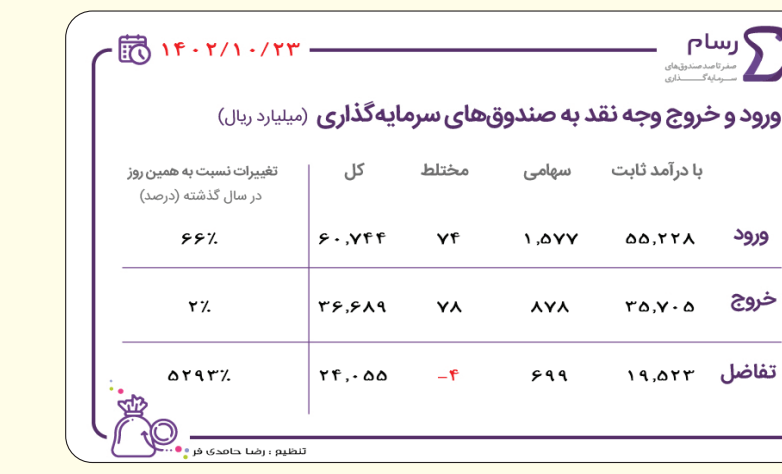 رسام
صفر تا صد صندوق‌های
ســرمایه‌گـــــذاری
۱۴۰۲/۱۰/۲۳
ورود و خروج وجه نقد به صندوق‌های سرمایه‌گذاری (میلیارد ریال)
با درآمد ثابت سهامی مختلط کل تغییرات نسبت به همین روز
در سال گذشته (درصد)
ورود ۵۵,۲۲۸ ۱,۵۷۷ ۷۴ ۶۰,۷۴۴ ۶۶٪
خروج ۳۵,۷۰۵ ۸۷۸ ۷۸ ۳۶,۶۸۹ ۲٪
تفاضل ۱۹,۵۲۳ ۶۹۹ -۴ ۲۴,۰۵۵ ۵۲۹۳٪
تنظیم : رضا حامدی فر